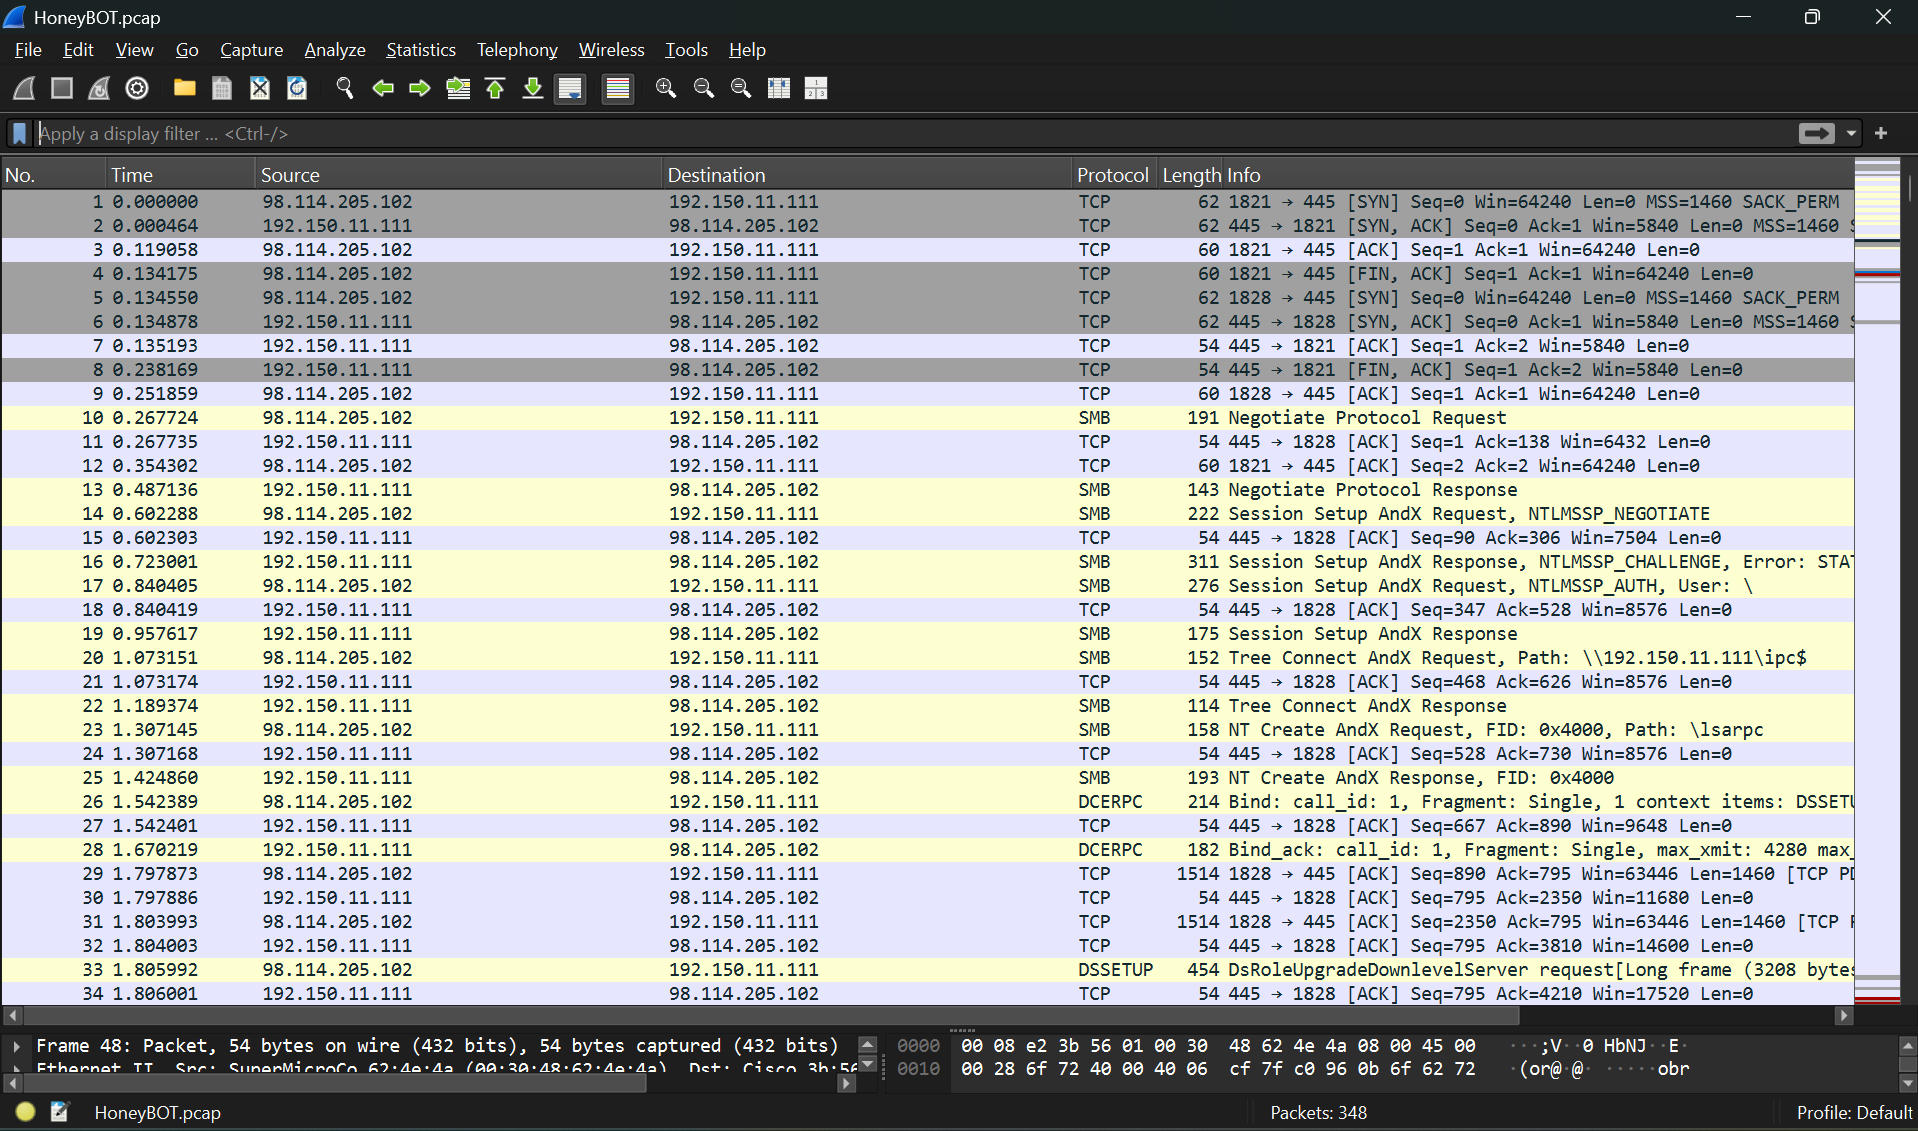 HoneyBOT.pcap
File Edit View Go Capture Analyze Statistics Telephony Wireless Tools Help
Apply a display filter ... <Ctrl-/>
No. Time Source Destination Protocol Length Info
1 0.000000 98.114.205.102 192.150.11.111 TCP 62 1821 → 445 [SYN] Seq=0 Win=64240 Len=0 MSS=1460 SACK_PERM
2 0.000464 192.150.11.111 98.114.205.102 TCP 62 445 → 1821 [SYN, ACK] Seq=0 Ack=1 Win=5840 Len=0 MSS=1460
3 0.119058 98.114.205.102 192.150.11.111 TCP 60 1821 → 445 [ACK] Seq=1 Ack=1 Win=64240 Len=0
4 0.134175 98.114.205.102 192.150.11.111 TCP 60 1821 → 445 [FIN, ACK] Seq=1 Ack=1 Win=64240 Len=0
5 0.134550 98.114.205.102 192.150.11.111 TCP 62 1828 → 445 [SYN] Seq=0 Win=64240 Len=0 MSS=1460 SACK_PERM
6 0.134878 192.150.11.111 98.114.205.102 TCP 62 445 → 1828 [SYN, ACK] Seq=0 Ack=1 Win=5840 Len=0 MSS=1460
7 0.135193 192.150.11.111 98.114.205.102 TCP 54 445 → 1821 [ACK] Seq=1 Ack=2 Win=5840 Len=0
8 0.238169 192.150.11.111 98.114.205.102 TCP 54 445 → 1821 [FIN, ACK] Seq=1 Ack=2 Win=5840 Len=0
9 0.251859 98.114.205.102 192.150.11.111 TCP 60 1828 → 445 [ACK] Seq=1 Ack=1 Win=64240 Len=0
10 0.267724 98.114.205.102 192.150.11.111 SMB 191 Negotiate Protocol Request
11 0.267735 192.150.11.111 98.114.205.102 TCP 54 445 → 1828 [ACK] Seq=1 Ack=138 Win=6432 Len=0
12 0.354302 98.114.205.102 192.150.11.111 TCP 60 1821 → 445 [ACK] Seq=2 Ack=2 Win=64240 Len=0
13 0.487136 192.150.11.111 98.114.205.102 SMB 143 Negotiate Protocol Response
14 0.602288 98.114.205.102 192.150.11.111 SMB 222 Session Setup AndX Request, NTLMSSP_NEGOTIATE
15 0.602303 192.150.11.111 98.114.205.102 TCP 54 445 → 1828 [ACK] Seq=90 Ack=306 Win=7504 Len=0
16 0.723001 192.150.11.111 98.114.205.102 SMB 311 Session Setup AndX Response, NTLMSSP_CHALLENGE, Error: STAT
17 0.840405 98.114.205.102 192.150.11.111 SMB 276 Session Setup AndX Request, NTLMSSP_AUTH, User: \
18 0.840419 192.150.11.111 98.114.205.102 TCP 54 445 → 1828 [ACK] Seq=347 Ack=528 Win=8576 Len=0
19 0.957617 192.150.11.111 98.114.205.102 SMB 175 Session Setup AndX Response
20 1.073151 98.114.205.102 192.150.11.111 SMB 152 Tree Connect AndX Request, Path: \\192.150.11.111\ipc$
21 1.073174 192.150.11.111 98.114.205.102 TCP 54 445 → 1828 [ACK] Seq=468 Ack=626 Win=8576 Len=0
22 1.189374 192.150.11.111 98.114.205.102 SMB 114 Tree Connect AndX Response
23 1.307145 98.114.205.102 192.150.11.111 SMB 158 NT Create AndX Request, FID: 0x4000, Path: \lsarpc
24 1.307168 192.150.11.111 98.114.205.102 TCP 54 445 → 1828 [ACK] Seq=528 Ack=730 Win=8576 Len=0
25 1.424860 192.150.11.111 98.114.205.102 SMB 193 NT Create AndX Response, FID: 0x4000
26 1.542389 98.114.205.102 192.150.11.111 DCERPC 214 Bind: call_id: 1, Fragment: Single, 1 context items: DSSETU
27 1.542401 192.150.11.111 98.114.205.102 TCP 54 445 → 1828 [ACK] Seq=667 Ack=890 Win=9648 Len=0
28 1.670219 192.150.11.111 98.114.205.102 DCERPC 182 Bind_ack: call_id: 1, Fragment: Single, max_xmit: 4280 max_
29 1.797873 98.114.205.102 192.150.11.111 TCP 1514 1828 → 445 [ACK] Seq=890 Ack=795 Win=63446 Len=1460 [TCP PD
30 1.797886 192.150.11.111 98.114.205.102 TCP 54 445 → 1828 [ACK] Seq=795 Ack=2350 Win=11680 Len=0
31 1.803993 98.114.205.102 192.150.11.111 TCP 1514 1828 → 445 [ACK] Seq=2350 Ack=795 Win=63446 Len=1460 [TCP P
32 1.804003 192.150.11.111 98.114.205.102 TCP 54 445 → 1828 [ACK] Seq=795 Ack=3810 Win=14600 Len=0
33 1.805992 98.114.205.102 192.150.11.111 DSSETUP 454 DsRoleUpgradeDownlevelServer request[Long frame (3208 bytes
34 1.806001 192.150.11.111 98.114.205.102 TCP 54 445 → 1828 [ACK] Seq=795 Ack=4210 Win=17520 Len=0
Frame 48: Packet, 54 bytes on wire (432 bits), 54 bytes captured (432 bits)
Ethernet II, Src: SuperMicroCo_62:4e:4a (00:30:48:62:4e:4a), Dst: Cisco_3b:56
0000 00 08 e2 3b 56 01 00 30 48 62 4e 4a 08 00 45 00 ···;V··0 HbNJ··E·
0010 00 28 6f 72 40 00 40 06 cf 7f c0 96 0b 6f 62 72 ·(or@·@· ·····obr
HoneyBOT.pcap Packets: 348 Profile: Default